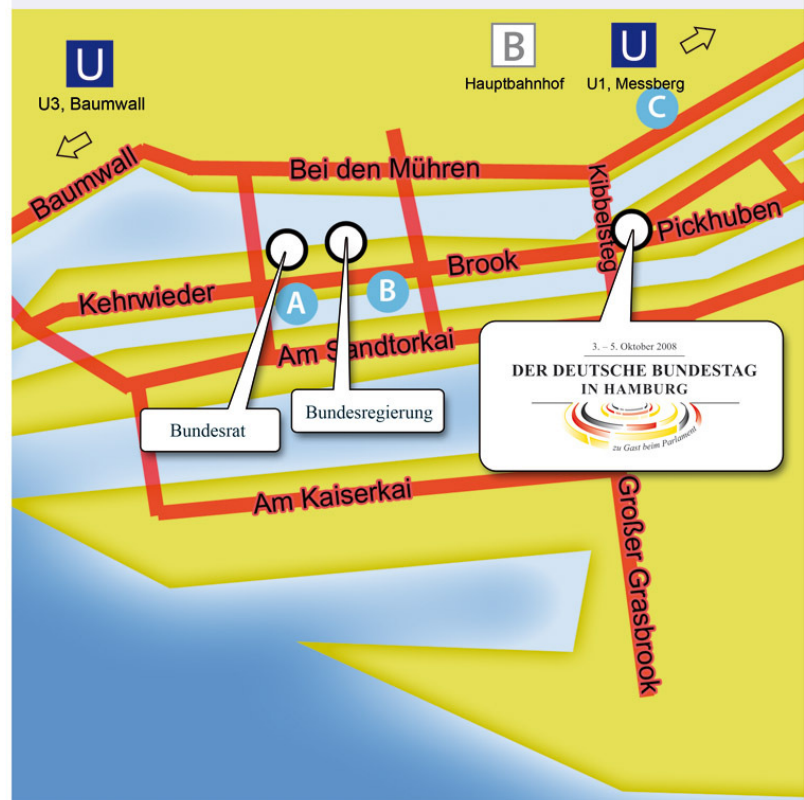 U
U3, Baumwall
B
Hauptbahnhof
U
U1, Messberg
C
Baumwall
Bei den Mühren
Kibbelsteg
Pickhuben
Kehrwieder
A
B
Brook
Am Sandtorkai
Bundesrat
Bundesregierung
3. – 5. Oktober 2008
DER DEUTSCHE BUNDESTAG
IN HAMBURG
zu Gast beim Parlament
Am Kaiserkai
Großer Grasbrook